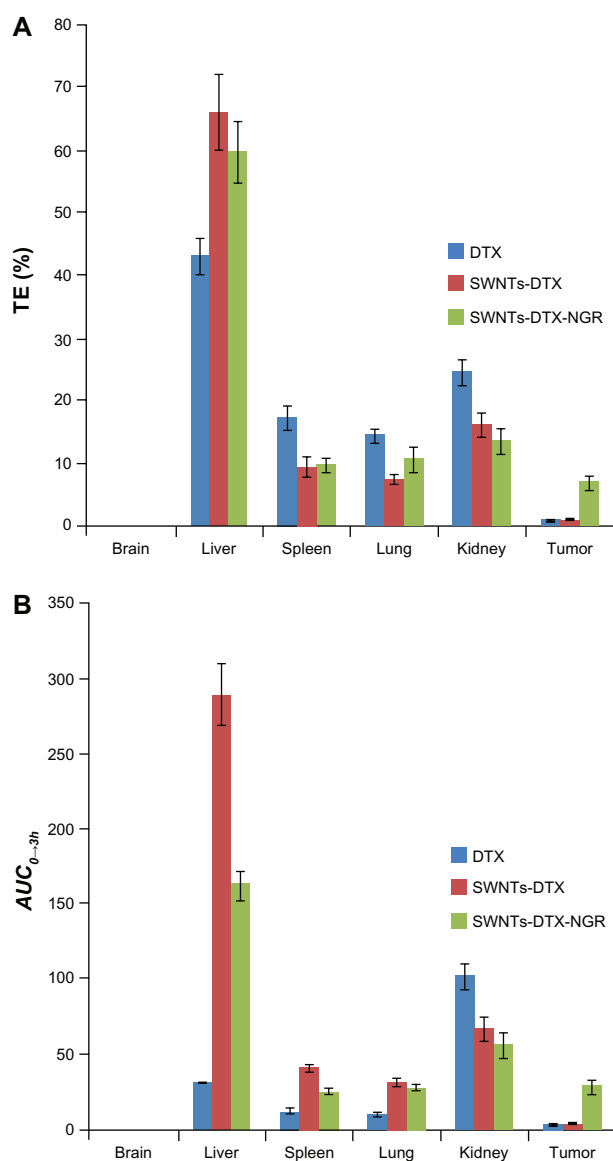 A
TE (%)
80
70
60
50
40
30
20
10
0
DTX
SWNTs-DTX
SWNTs-DTX-NGR
Brain Liver Spleen Lung Kidney Tumor
B
AUC0→3h
350
300
250
200
150
100
50
0
DTX
SWNTs-DTX
SWNTs-DTX-NGR
Brain Liver Spleen Lung Kidney Tumor